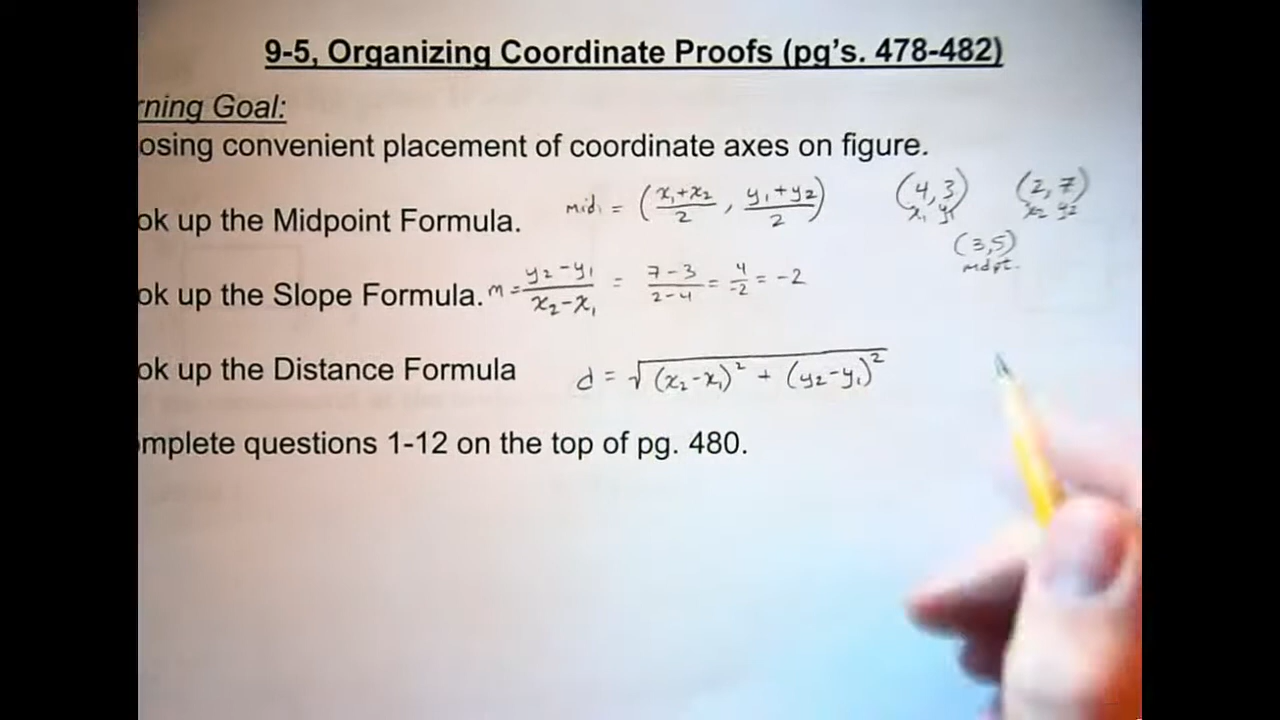 9-5, Organizing Coordinate Proofs (pg's. 478-482)
rning Goal:
osing convenient placement of coordinate axes on figure.
ok up the Midpoint Formula. mid. = (x₁+x₂/2, y₁+y₂/2) (4,3) (2,7)
x₁ y₁ x₂ y₂
(3,5)
mdpt.
ok up the Slope Formula. m = y₂-y₁/x₂-x₁ = 7-3/2-4 = 4/-2 = -2
ok up the Distance Formula d = √(x₂-x₁)² + (y₂-y₁)²
omplete questions 1-12 on the top of pg. 480.